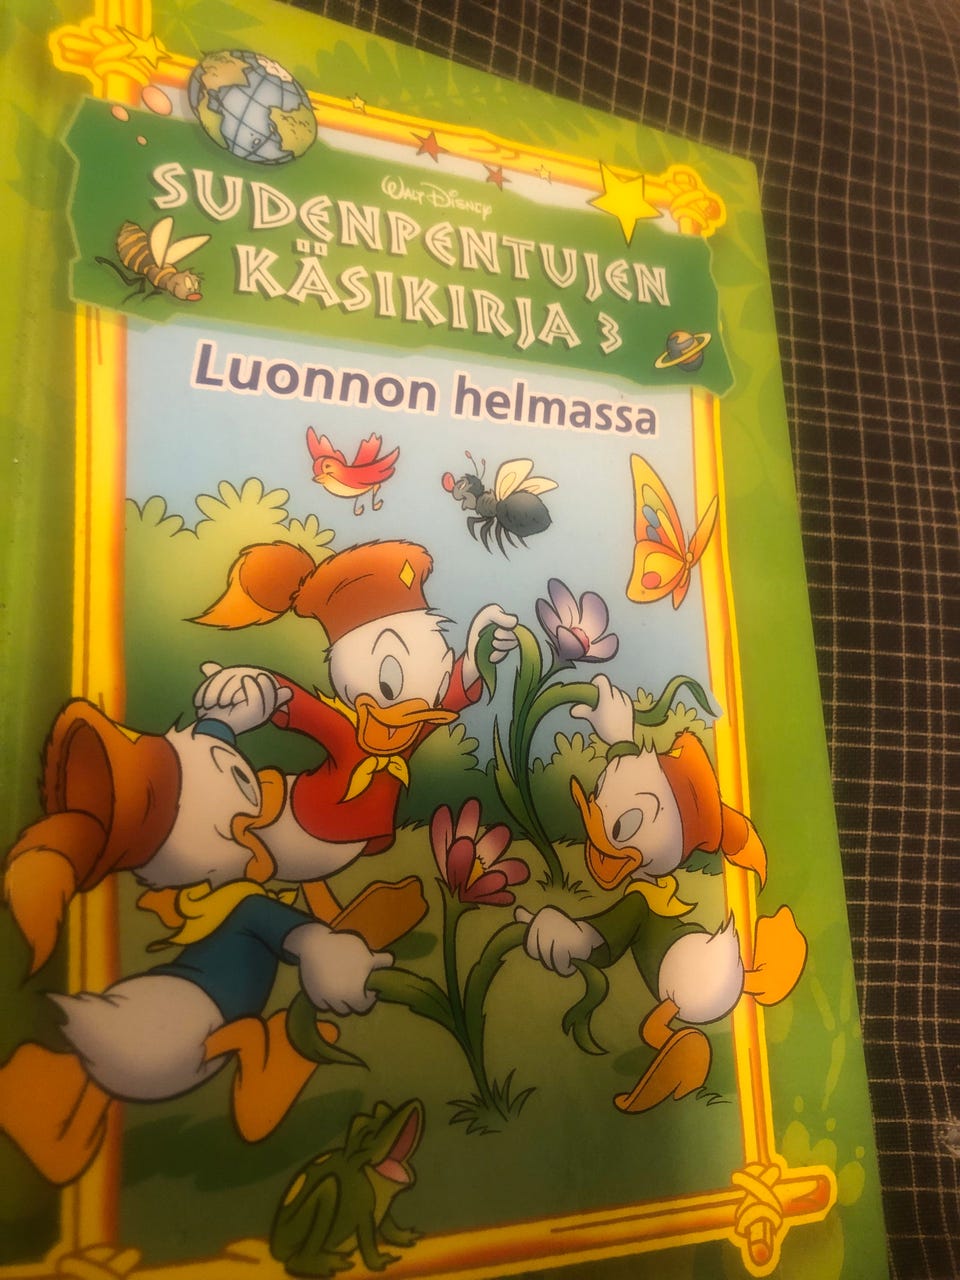 WALT DISNEY
SUDENPENTUJEN
KÄSIKIRJA 3
Luonnon helmassa